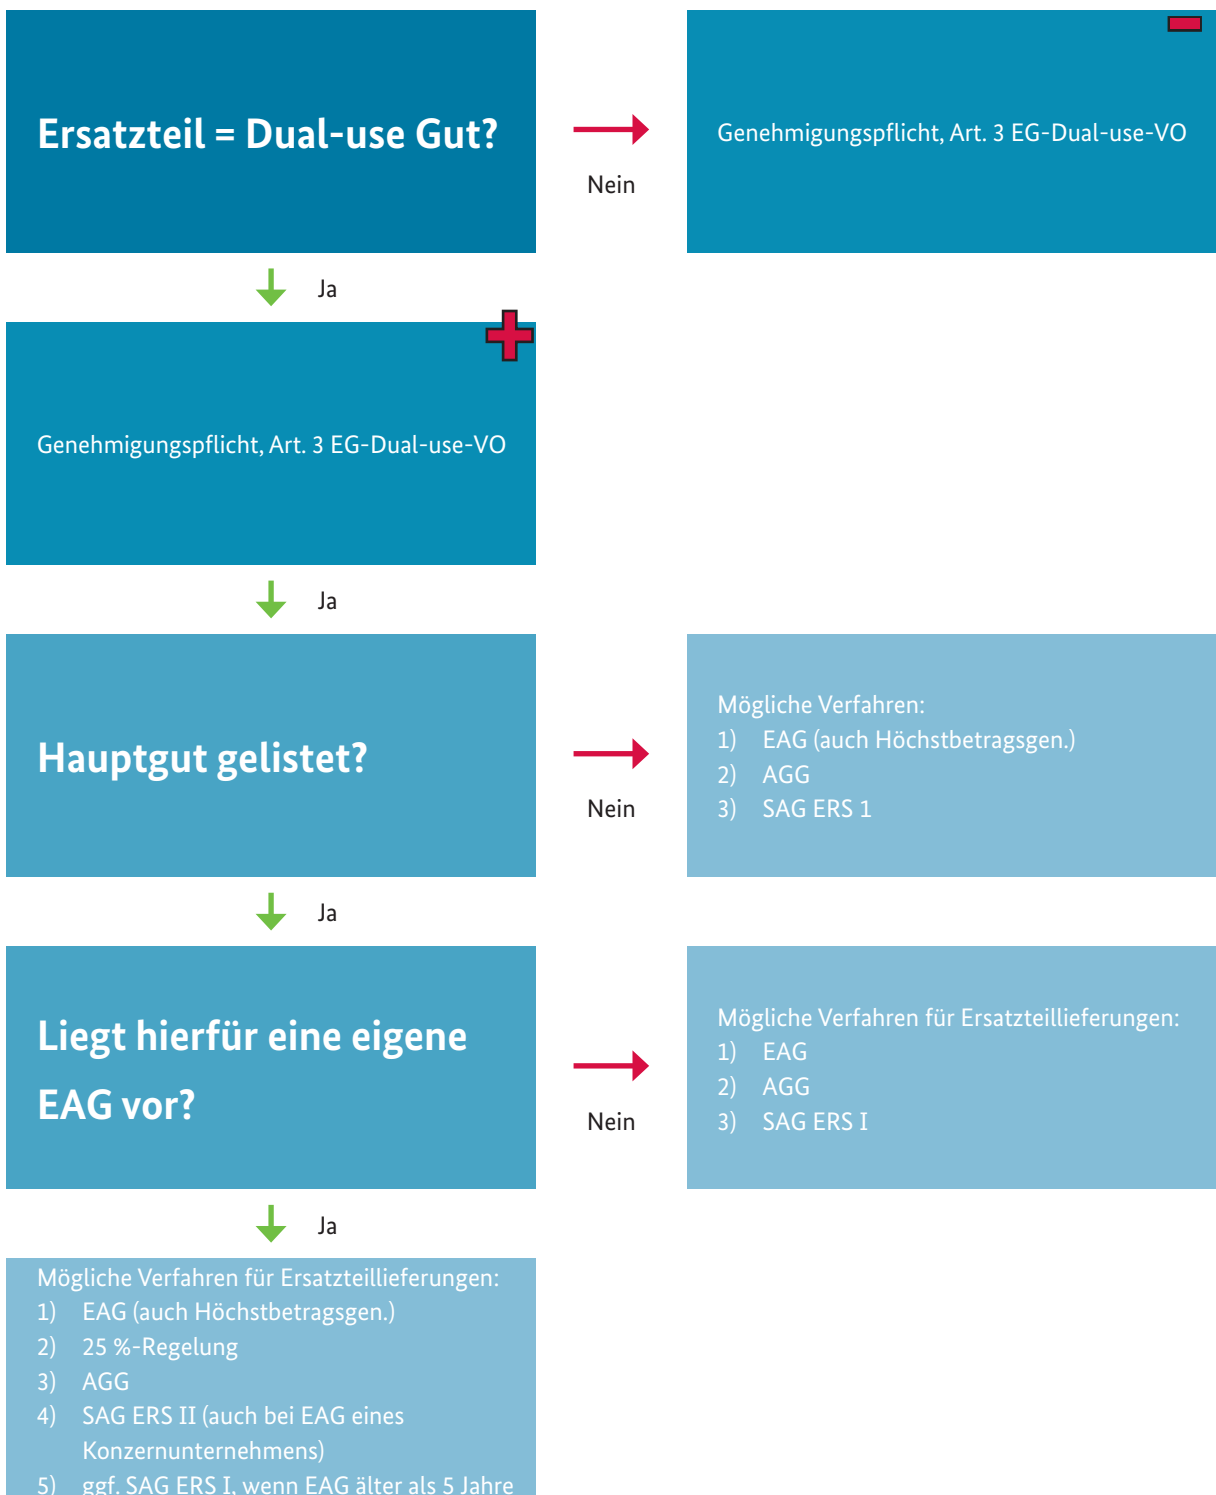 Ersatzteil = Dual-use Gut?
Nein
Genehmigungspflicht, Art. 3 EG-Dual-use-VO
Ja
Genehmigungspflicht, Art. 3 EG-Dual-use-VO
Ja
Hauptgut gelistet?
Nein
Mögliche Verfahren:
1) EAG (auch Höchstbetragsgen.)
2) AGG
3) SAG ERS 1
Ja
Liegt hierfür eine eigene
EAG vor?
Nein
Mögliche Verfahren für Ersatzteillieferungen:
1) EAG
2) AGG
3) SAG ERS I
Ja
Mögliche Verfahren für Ersatzteillieferungen:
1) EAG (auch Höchstbetragsgen.)
2) 25 %-Regelung
3) AGG
4) SAG ERS II (auch bei EAG eines
Konzernunternehmens)
5) ggf. SAG ERS I, wenn EAG älter als 5 Jahre